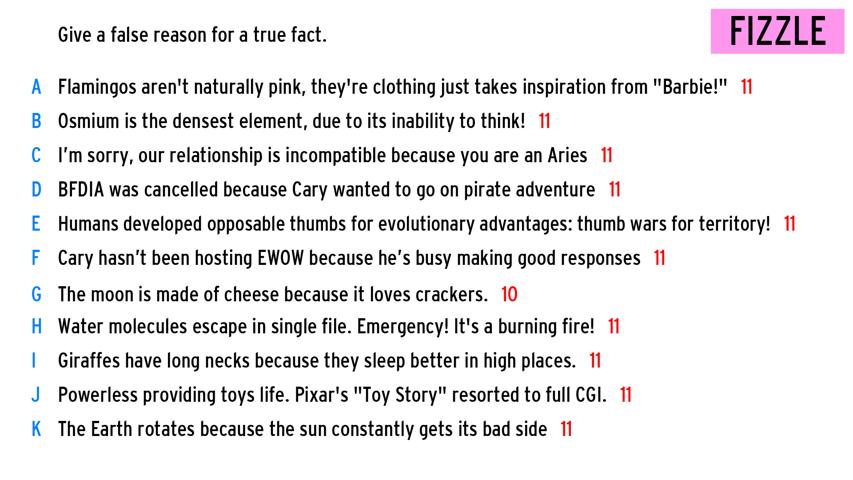 Give a false reason for a true fact.
FIZZLE
A Flamingos aren't naturally pink, they're clothing just takes inspiration from "Barbie!" 11
B Osmium is the densest element, due to its inability to think! 11
C I'm sorry, our relationship is incompatible because you are an Aries 11
D BFDIA was cancelled because Cary wanted to go on pirate adventure 11
E Humans developed opposable thumbs for evolutionary advantages: thumb wars for territory! 11
F Cary hasn't been hosting EWOW because he's busy making good responses 11
G The moon is made of cheese because it loves crackers. 10
H Water molecules escape in single file. Emergency! It's a burning fire! 11
I Giraffes have long necks because they sleep better in high places. 11
J Powerless providing toys life. Pixar's "Toy Story" resorted to full CGI. 11
K The Earth rotates because the sun constantly gets its bad side 11